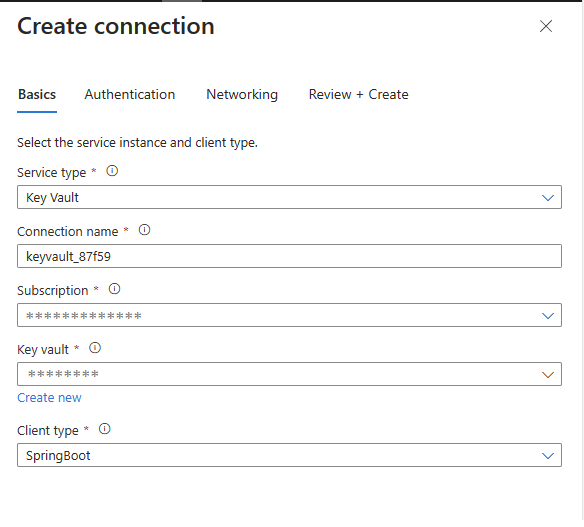 Create connection
Basics Authentication Networking Review + Create
Select the service instance and client type.
Service type *
Key Vault
Connection name *
keyvault_87f59
Subscription *
*************
Key vault *
********
Create new
Client type *
SpringBoot